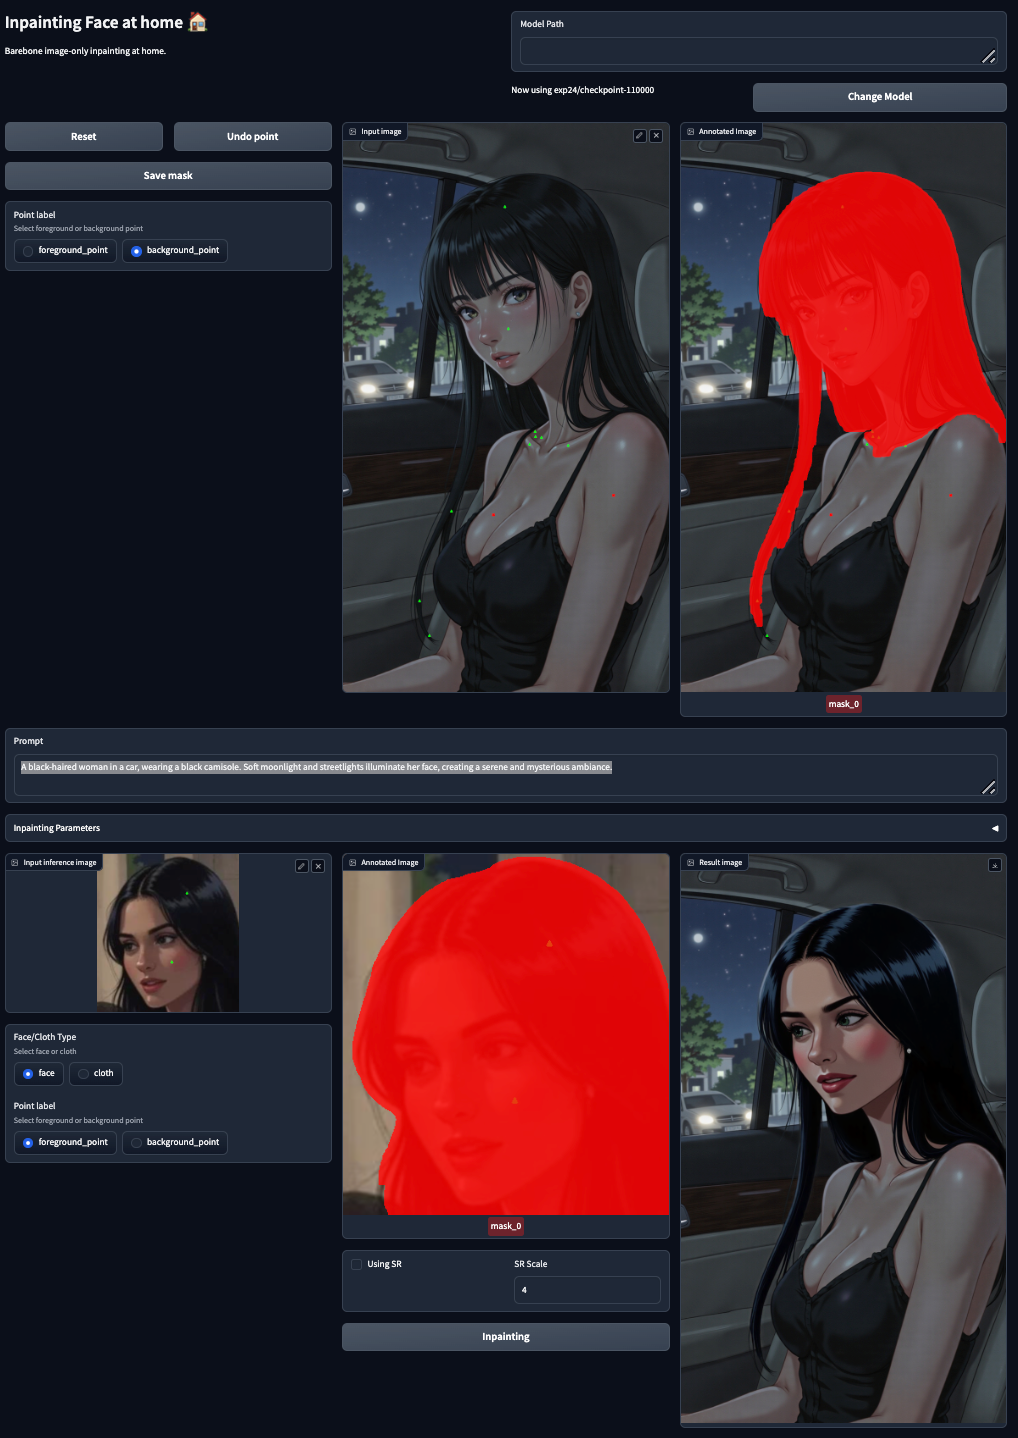 Inpainting Face at home 🏠
Barebone image-only inpainting at home.
Model Path
Now using exp24/checkpoint-110000
Change Model
Reset
Undo point
Save mask
Point label
Select foreground or background point
foreground_point
background_point
Input image
Annotated Image
mask_0
Prompt
A black-haired woman in a car, wearing a black camisole. Soft moonlight and streetlights illuminate her face, creating a serene and mysterious ambiance.
Inpainting Parameters
Input inference image
Face/Cloth Type
Select face or cloth
face
cloth
Point label
Select foreground or background point
foreground_point
background_point
Annotated Image
mask_0
Using SR
SR Scale
4
Inpainting
Result image